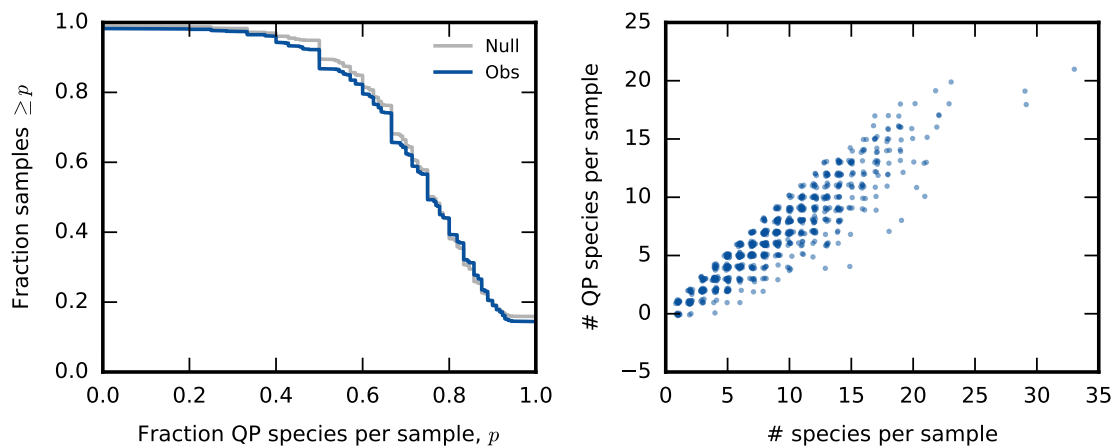 1.0
0.8
0.6
0.4
0.2
0.0
0.0 0.2 0.4 0.6 0.8 1.0
Fraction samples ≥p
Fraction QP species per sample, p
Null
Obs
25
20
15
10
5
0
−5
0 5 10 15 20 25 30 35
# QP species per sample
# species per sample